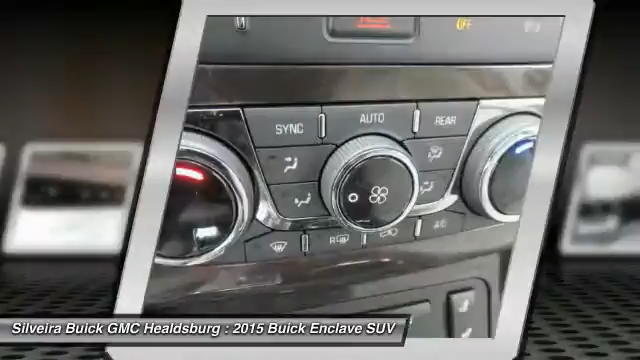 OFF
SYNC
AUTO
REAR
R
Silveira Buick GMC Healdsburg : 2015 Buick Enclave SUV